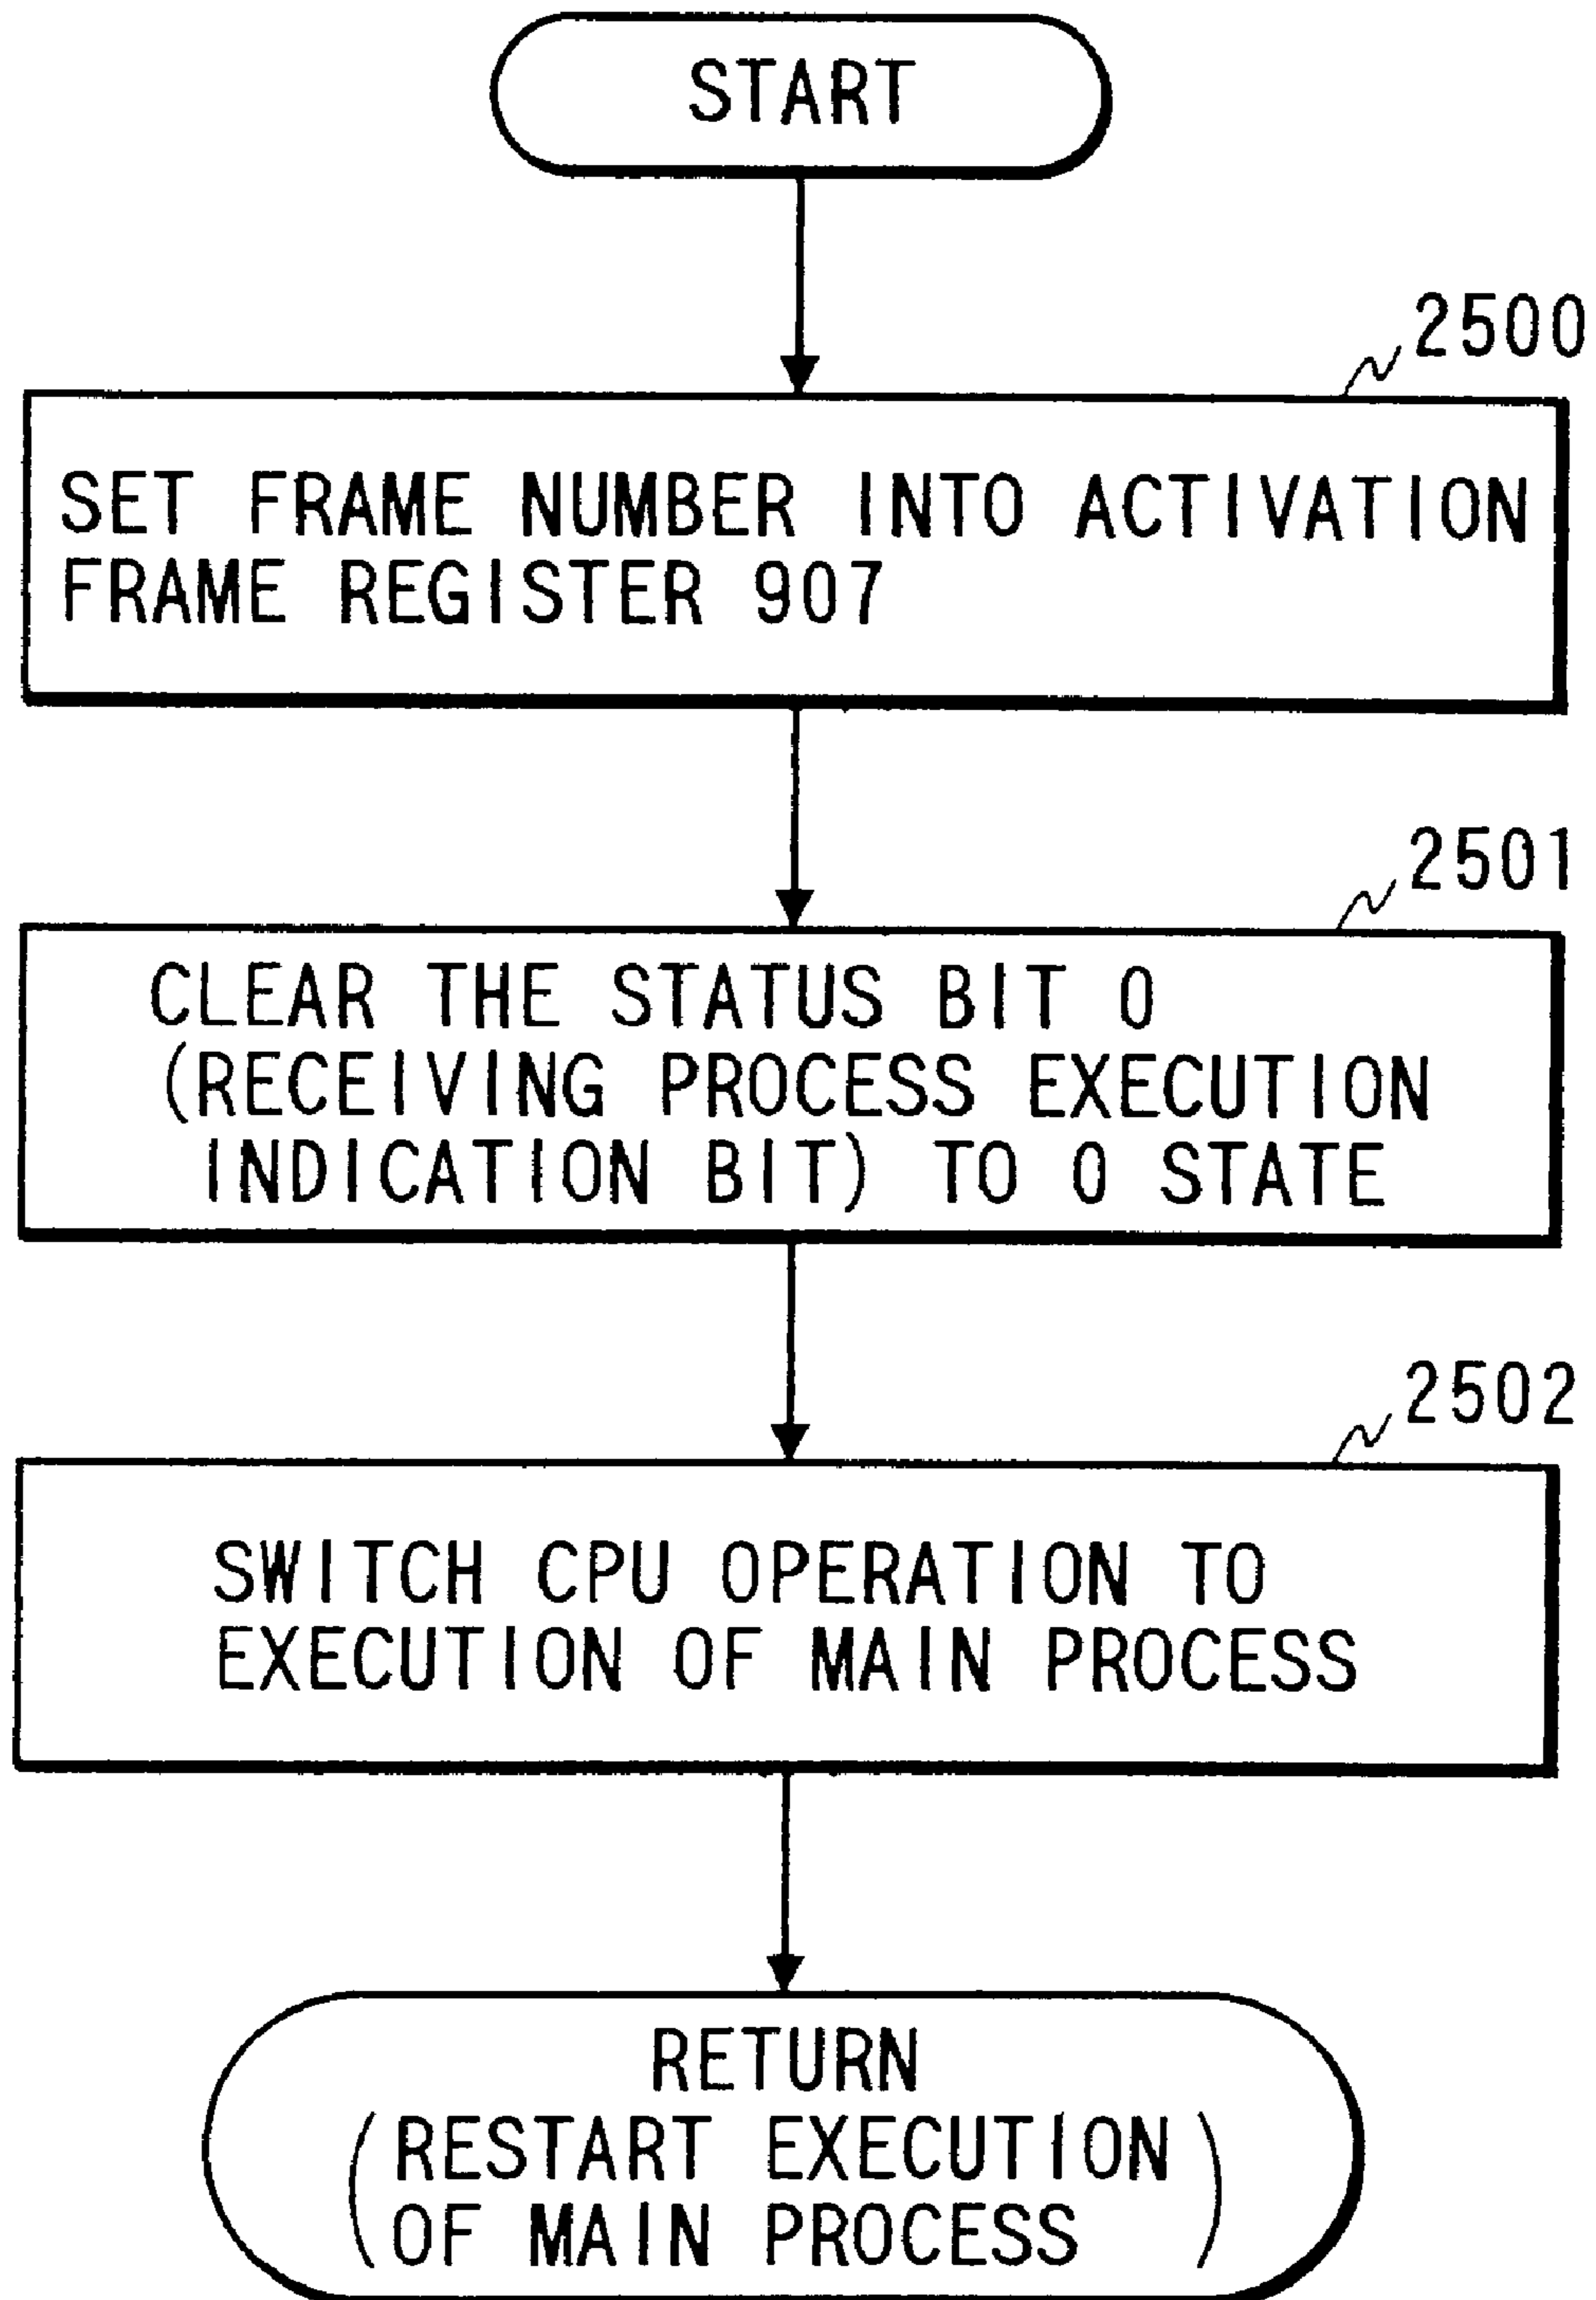 START
2500
SET FRAME NUMBER INTO ACTIVATION
FRAME REGISTER 907
2501
CLEAR THE STATUS BIT 0
(RECEIVING PROCESS EXECUTION
INDICATION BIT) TO 0 STATE
2502
SWITCH CPU OPERATION TO
EXECUTION OF MAIN PROCESS
RETURN
(RESTART EXECUTION
OF MAIN PROCESS)